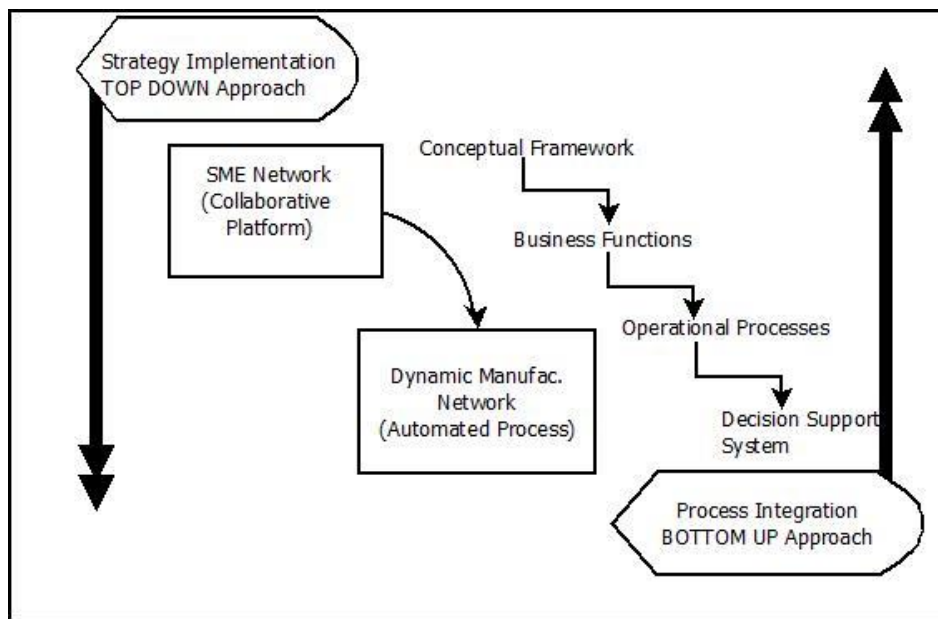 Strategy Implementation
TOP DOWN Approach
SME Network
(Collaborative
Platform)
Conceptual Framework
Business Functions
Operational Processes
Dynamic Manufac.
Network
(Automated Process)
Decision Support
System
Process Integration
BOTTOM UP Approach